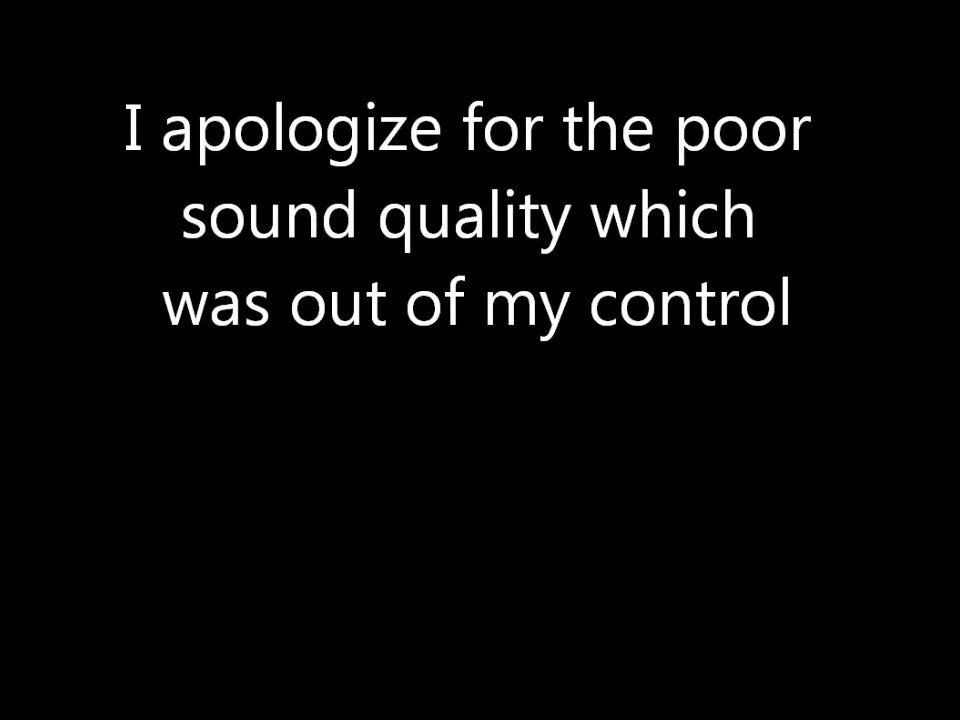 I apologize for the poor
sound quality which
was out of my control